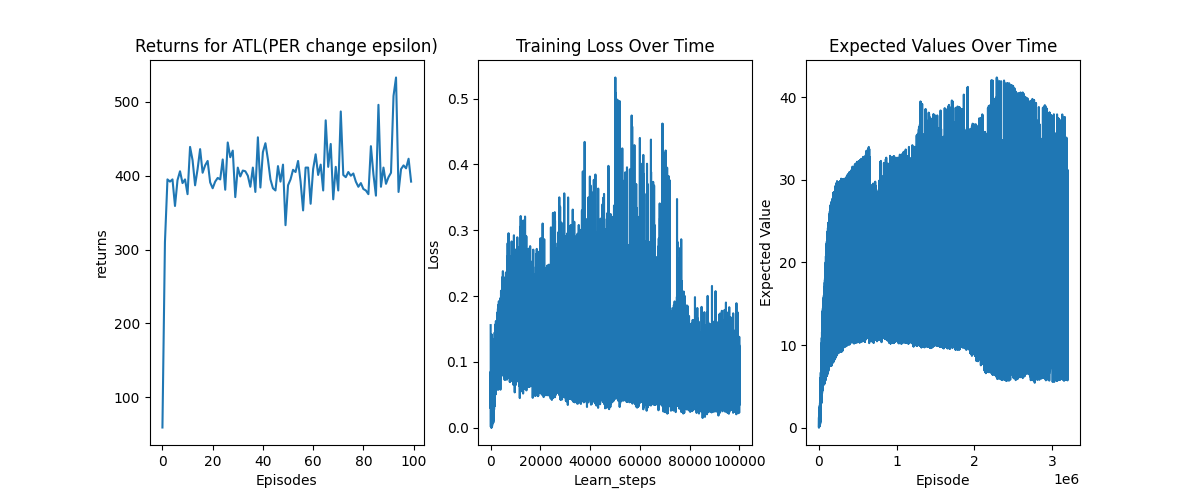 Returns for ATL(PER change epsilon)
returns
500
400
300
200
100
0 20 40 60 80 100
Episodes
Training Loss Over Time
Loss
0.5
0.4
0.3
0.2
0.1
0.0
0 20000 40000 60000 80000 100000
Learn_steps
Expected Values Over Time
Expected Value
40
30
20
10
0
0 1 2 3
1e6
Episode